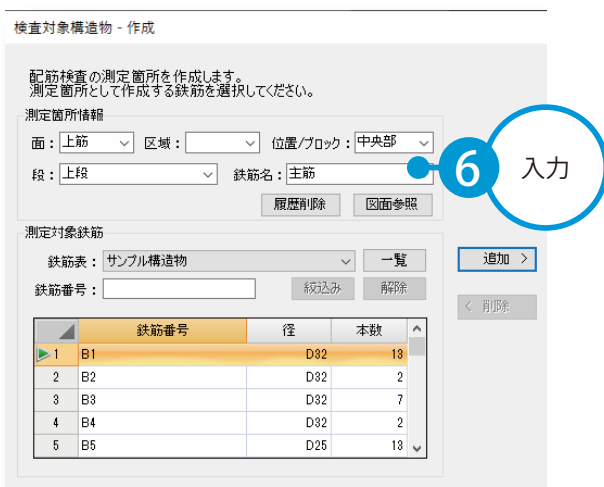 検査対象構造物 - 作成
配筋検査の測定箇所を作成します。
測定箇所として作成する鉄筋を選択してください。
測定箇所情報
面： 上筋 区域： 位置/ブロック： 中央部
段： 上段 鉄筋名： 主筋
6 入力
履歴削除 図面参照
測定対象鉄筋
鉄筋表： サンプル構造物 一覧 追加 >
鉄筋番号： 絞込み 解除 < 削除
鉄筋番号 径 本数
1 B1 D32 13
2 B2 D32 2
3 B3 D32 7
4 B4 D32 2
5 B5 D25 13